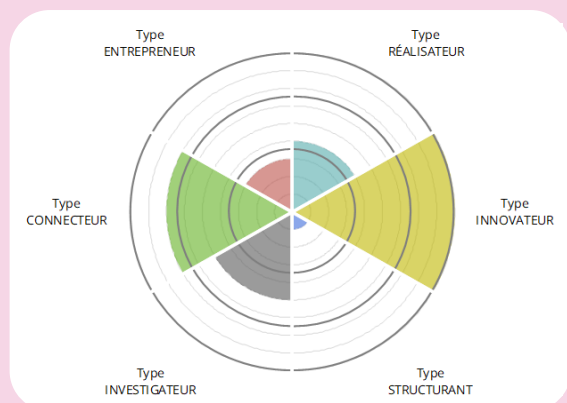 Type
ENTREPRENEUR
Type
RÉALISATEUR
Type
CONNECTEUR
Type
INNOVATEUR
Type
INVESTIGATEUR
Type
STRUCTURANT